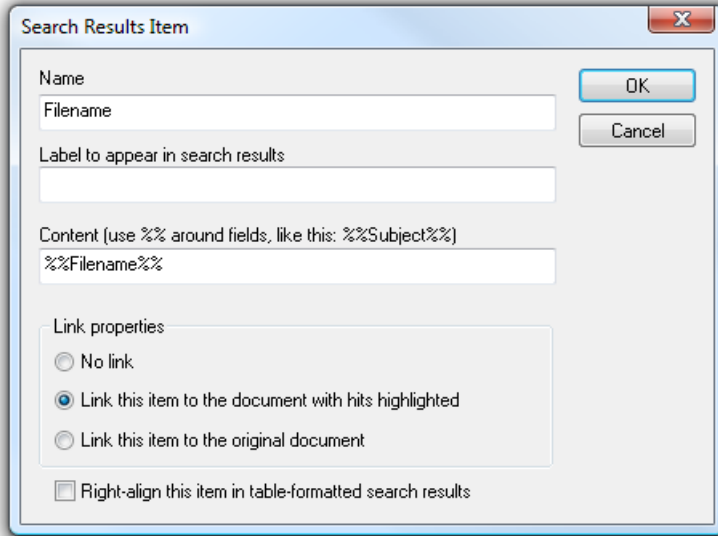 Search Results Item
Name
OK
Filename
Cancel
Label to appear in search results
Content (use %% around fields, like this: %%Subject%%)
%%Filename%%
Link properties
No link
Link this item to the document with hits highlighted
Link this item to the original document
Right-align this item in table-formatted search results